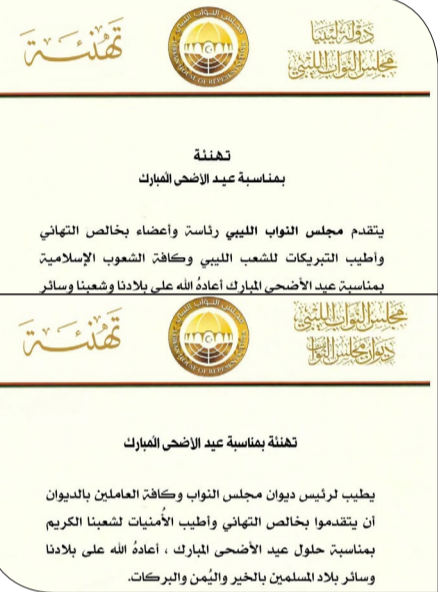 دولة ليبيا
مجلس النواب الليبي
تهنئة
تهنئة
بمناسبة عيد الأضحى المبارك
يتقدم مجلس النواب الليبي رئاسة وأعضاء بخالص التهاني
وأطيب التبريكات للشعب الليبي وكافة الشعوب الإسلامية
بمناسبة عيد الأضحى المبارك أعادهُ الله على بلادنا وشعبنا وسائر
مجلس النواب الليبي
ديوان مجلس النواب
تهنئة
تهنئة بمناسبة عيد الأضحى المبارك
يطيب لرئيس ديوان مجلس النواب وكافة العاملين بالديوان
أن يتقدموا بخالص التهاني وأطيب الأمنيات لشعبنا الكريم
بمناسبة حلول عيد الأضحى المبارك ، أعادهُ الله على بلادنا
وسائر بلاد المسلمين بالخير واليُمن والبركات.